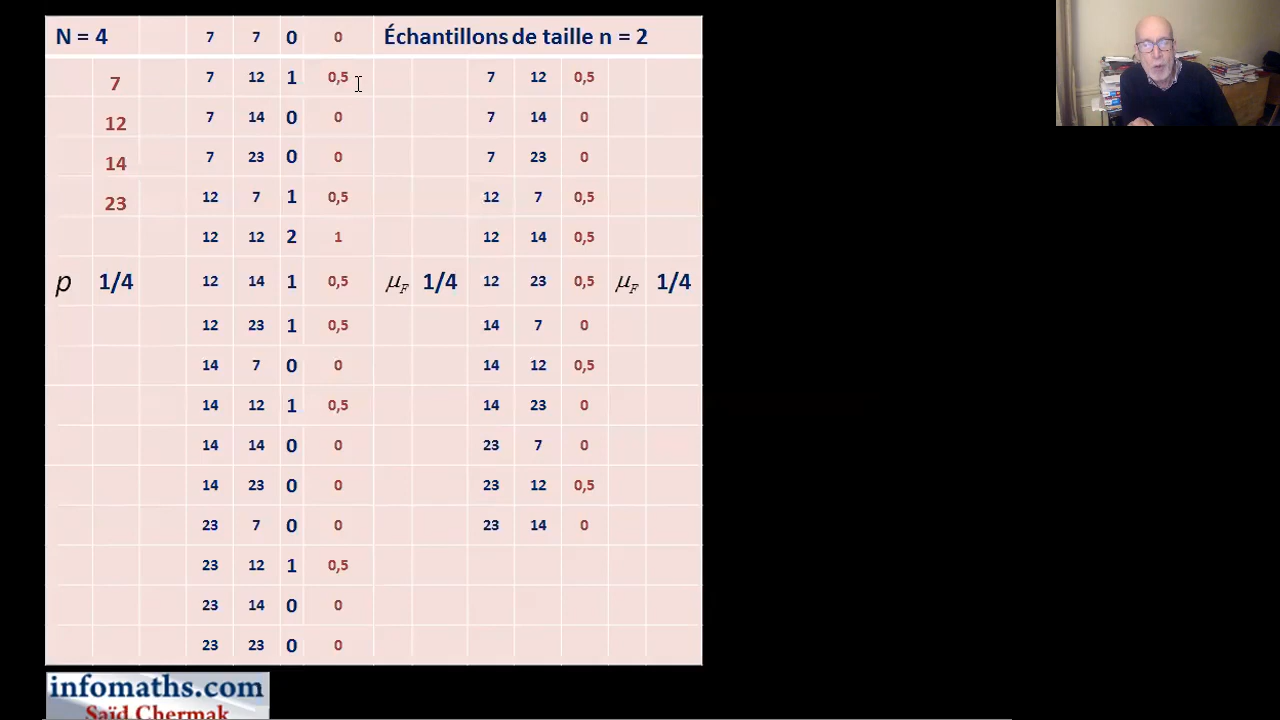 N = 4 7 7 0 0 Échantillons de taille n = 2
7 7 12 1 0,5 7 12 0,5
12 7 14 0 0 7 14 0
14 7 23 0 0 7 23 0
23 12 7 1 0,5 12 7 0,5
12 12 2 1 12 14 0,5
p 1/4 12 14 1 0,5 μF 1/4 12 23 0,5 μF 1/4
12 23 1 0,5 14 7 0
14 7 0 0 14 12 0,5
14 12 1 0,5 14 23 0
14 14 0 0 23 7 0
14 23 0 0 23 12 0,5
23 7 0 0 23 14 0
23 12 1 0,5
23 14 0 0
23 23 0 0
infomaths.com
Saïd Chermak